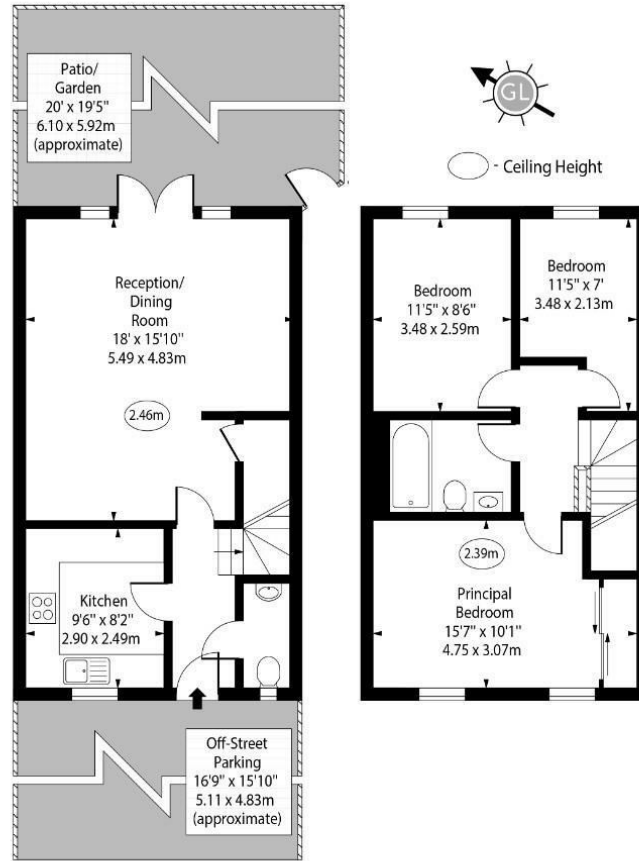 Patio/
Garden
20' x 19'5"
6.10 x 5.92m
(approximate)
GL
- Ceiling Height
Reception/
Dining
Room
18' x 15'10"
5.49 x 4.83m
2.46m
Kitchen
9'6" x 8'2"
2.90 x 2.49m
Off-Street
Parking
16'9" x 15'10"
5.11 x 4.83m
(approximate)
Bedroom
11'5" x 8'6"
3.48 x 2.59m
Bedroom
11'5" x 7'
3.48 x 2.13m
2.39m
Principal
Bedroom
15'7" x 10'1"
4.75 x 3.07m